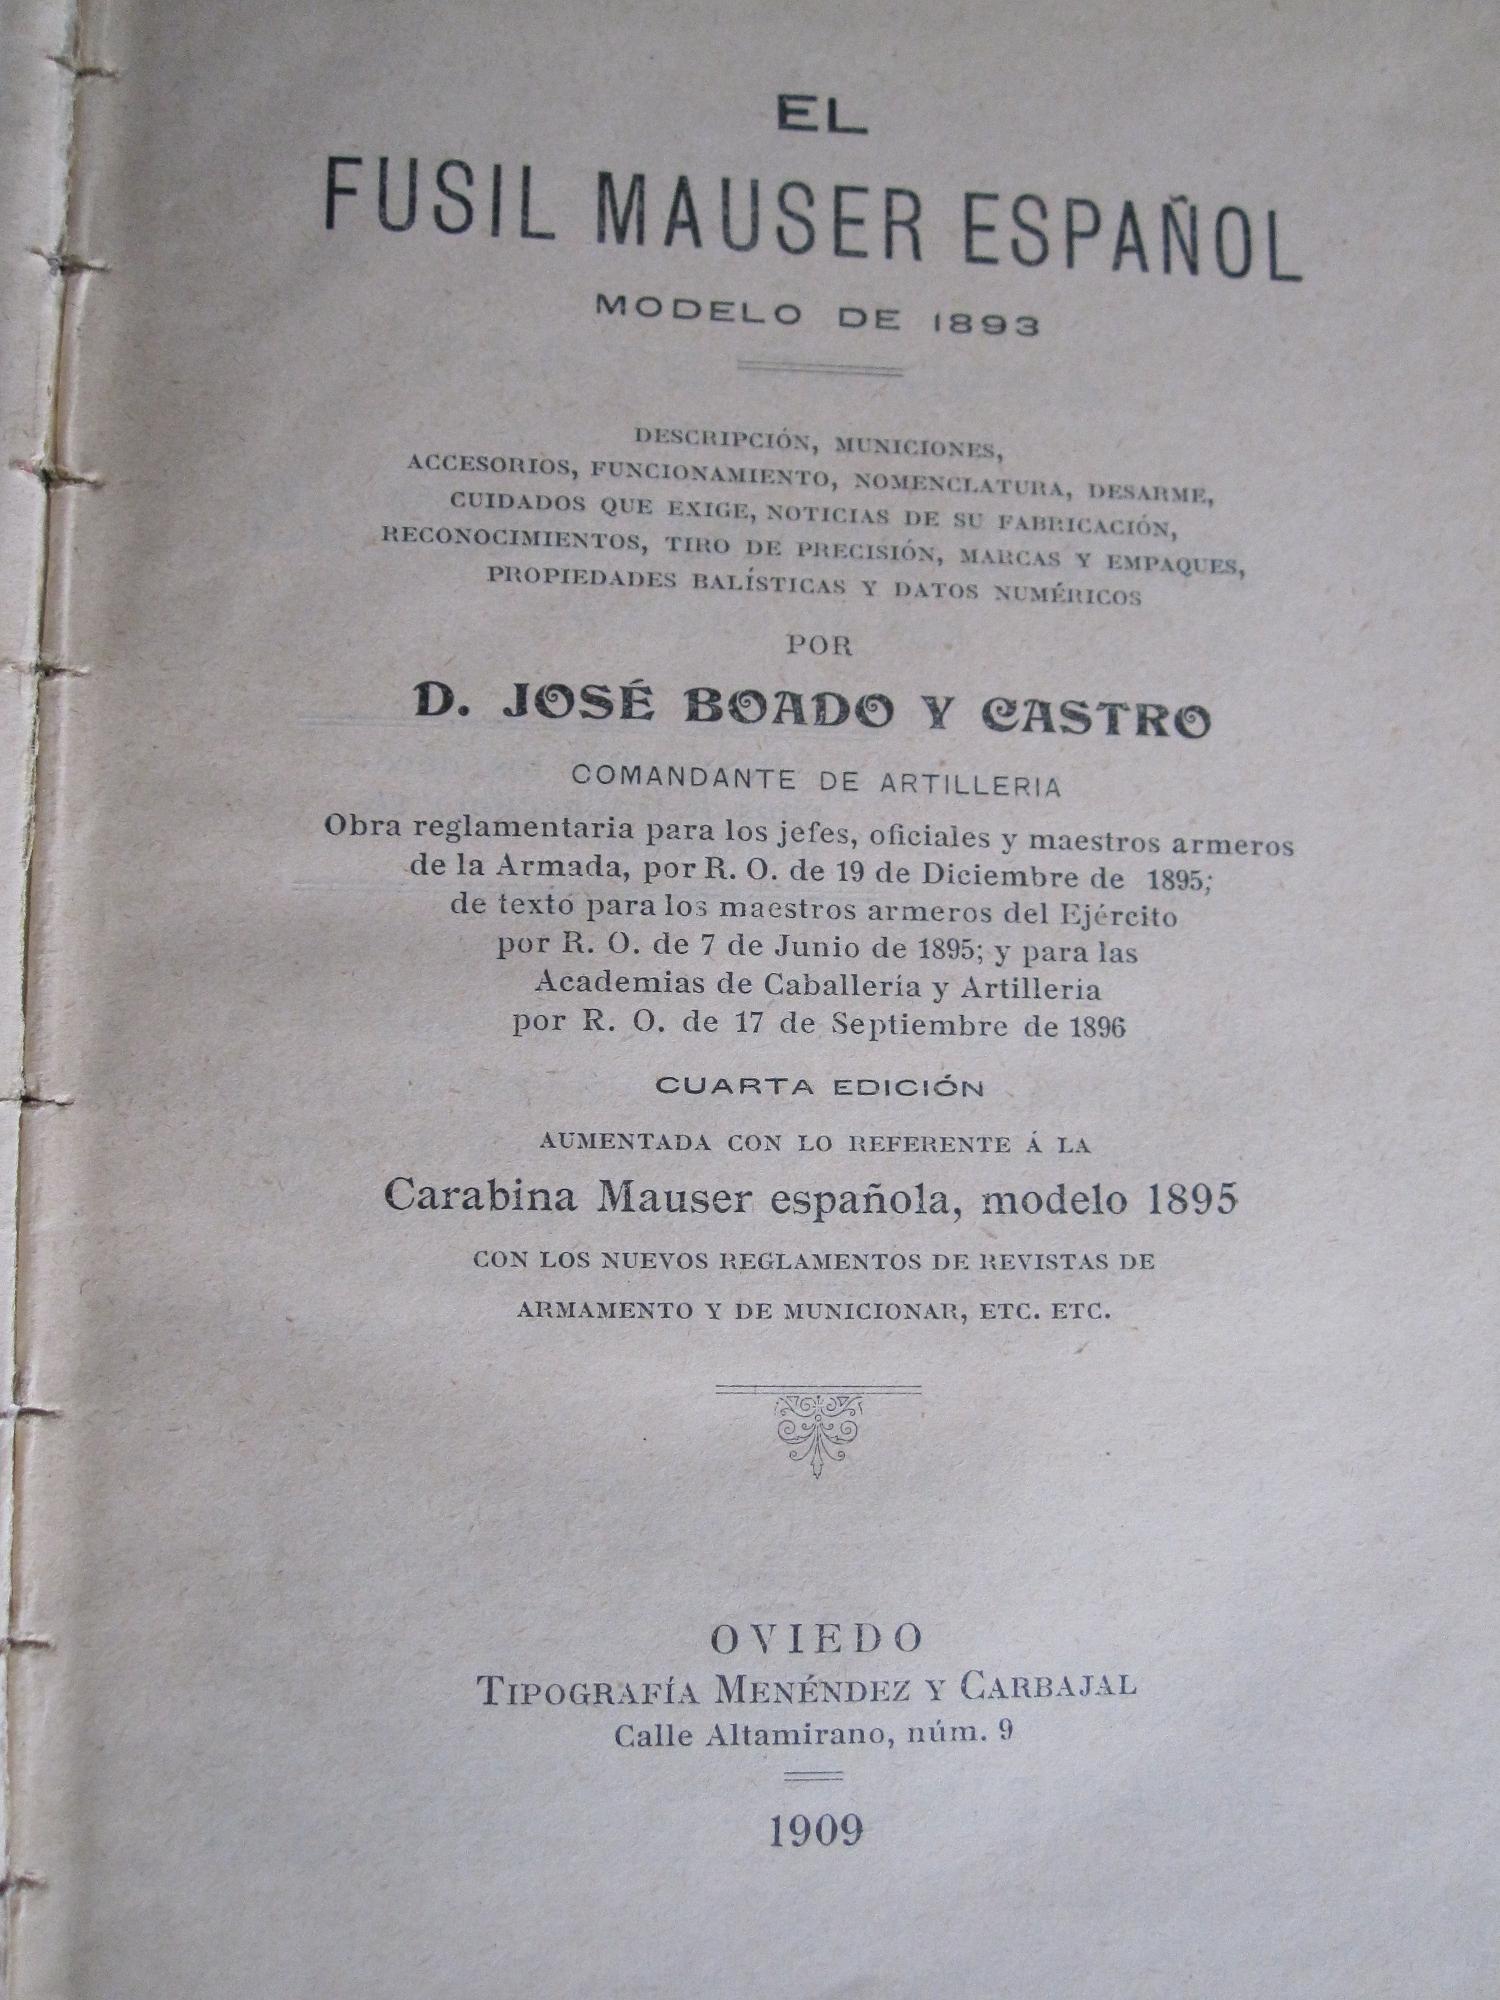 EL
FUSIL MAUSER ESPAÑOL
MODELO DE 1893
DESCRIPCIÓN, MUNICIONES,
ACCESORIOS, FUNCIONAMIENTO, NOMENCLATURA, DESARME,
CUIDADOS QUE EXIGE, NOTICIAS DE SU FABRICACIÓN,
RECONOCIMIENTOS, TIRO DE PRECISIÓN, MARCAS Y EMPAQUES,
PROPIEDADES BALÍSTICAS Y DATOS NUMÉRICOS
POR
D. JOSÉ BOADO Y CASTRO
COMANDANTE DE ARTILLERIA
Obra reglamentaria para los jefes, oficiales y maestros armeros
de la Armada, por R. O. de 19 de Diciembre de 1895;
de texto para los maestros armeros del Ejército
por R. O. de 7 de Junio de 1895; y para las
Academias de Caballería y Artilleria
por R. O. de 17 de Septiembre de 1896
CUARTA EDICIÓN
AUMENTADA CON LO REFERENTE Á LA
Carabina Mauser española, modelo 1895
CON LOS NUEVOS REGLAMENTOS DE REVISTAS DE
ARMAMENTO Y DE MUNICIONAR, ETC. ETC.
OVIEDO
TIPOGRAFÍA MENÉNDEZ Y CARBAJAL
Calle Altamirano, núm. 9
1909